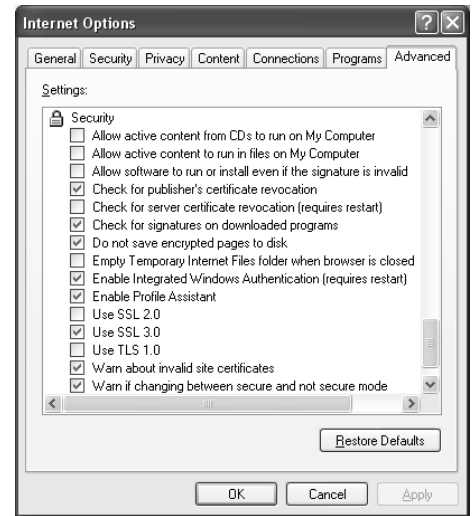 Internet Options
General Security Privacy Content Connections Programs Advanced
Settings:
Security
Allow active content from CDs to run on My Computer
Allow active content to run in files on My Computer
Allow software to run or install even if the signature is invalid
Check for publisher's certificate revocation
Check for server certificate revocation (requires restart)
Check for signatures on downloaded programs
Do not save encrypted pages to disk
Empty Temporary Internet Files folder when browser is closed
Enable Integrated Windows Authentication (requires restart)
Enable Profile Assistant
Use SSL 2.0
Use SSL 3.0
Use TLS 1.0
Warn about invalid site certificates
Warn if changing between secure and not secure mode
Restore Defaults
OK Cancel Apply